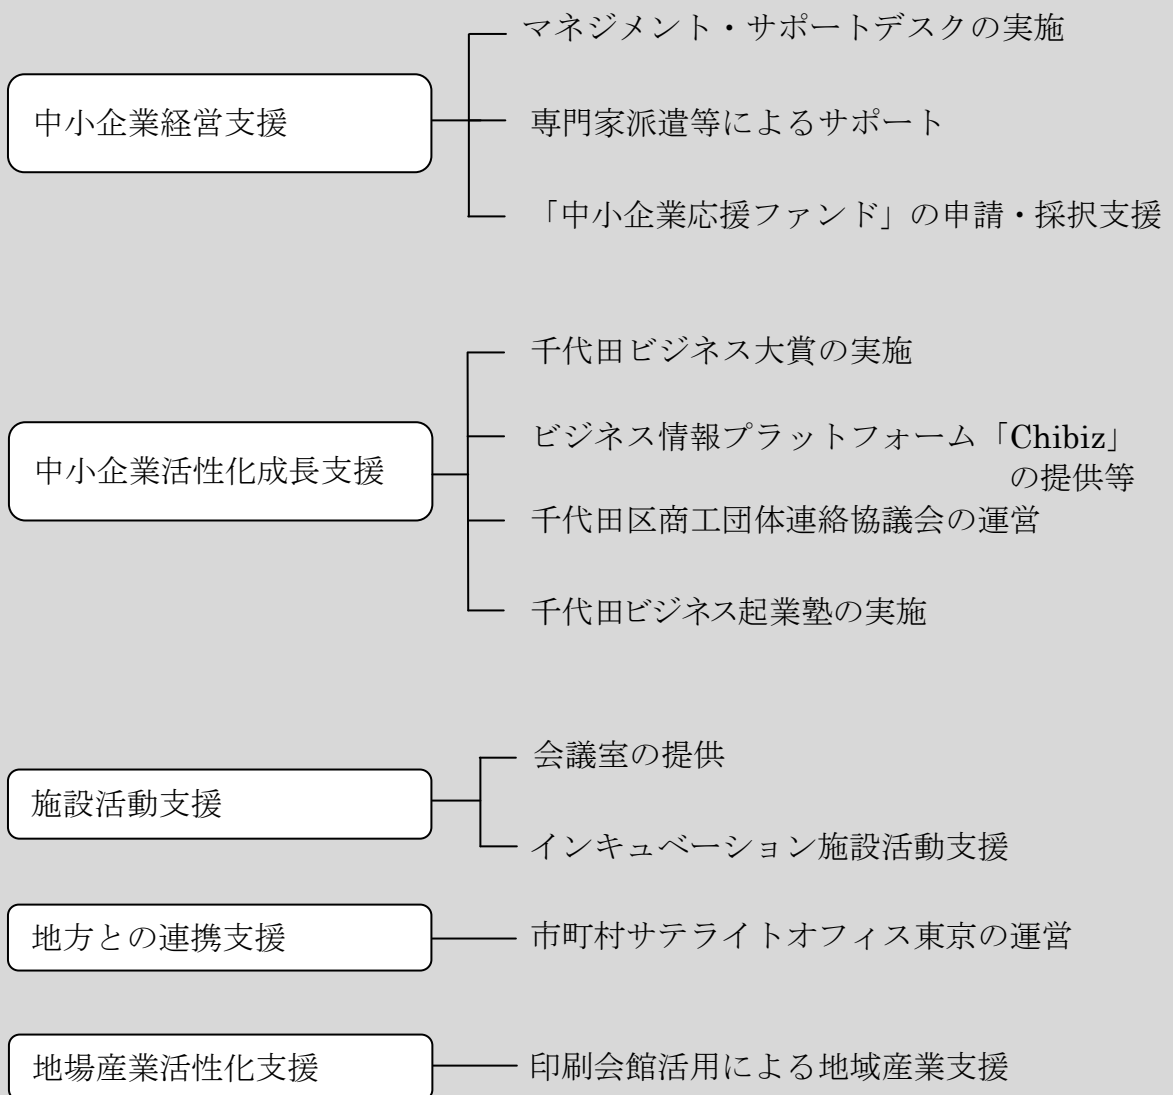 マネジメント・サポートデスクの実施
中小企業経営支援
専門家派遣等によるサポート
「中小企業応援ファンド」の申請・採択支援
千代田ビジネス大賞の実施
ビジネス情報プラットフォーム「Chibiz」
の提供等
中小企業活性化成長支援
千代田区商工団体連絡協議会の運営
千代田ビジネス起業塾の実施
会議室の提供
施設活動支援
インキュベーション施設活動支援
地方との連携支援
市町村サテライトオフィス東京の運営
地場産業活性化支援
印刷会館活用による地域産業支援